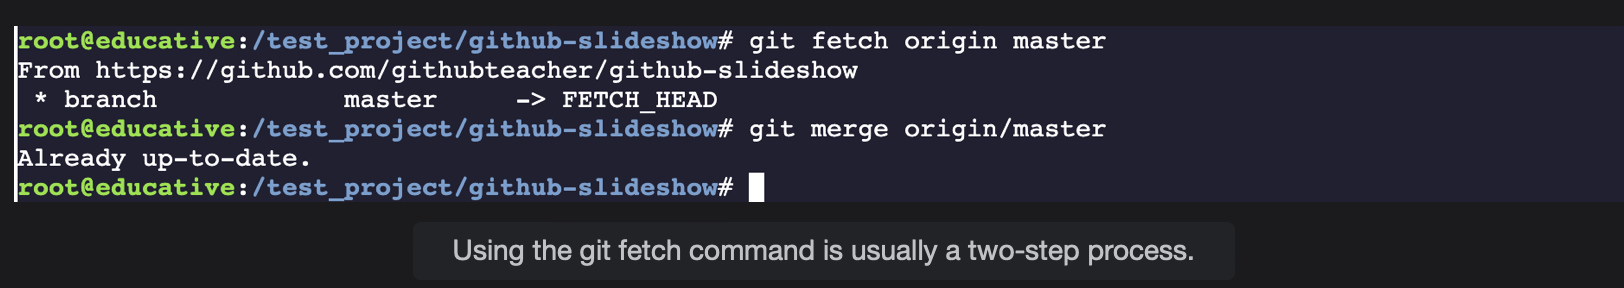 root@educative:/test_project/github-slideshow# git fetch origin master
From https://github.com/githubteacher/github-slideshow
 * branch            master     -> FETCH_HEAD
root@educative:/test_project/github-slideshow# git merge origin/master
Already up-to-date.
root@educative:/test_project/github-slideshow#
Using the git fetch command is usually a two-step process.